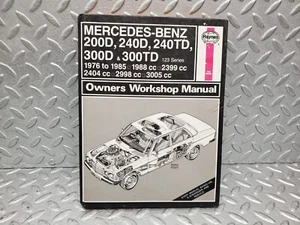 MERCEDES-BENZ
200D, 240D, 240TD,
300D & 300TD 123 Series
1976 to 1985 □ 1988 cc □ 2399 cc
2404 cc □ 2998 cc □ 3005 cc
Haynes
Owners Workshop Manual